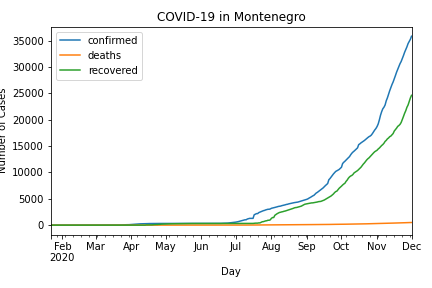 COVID-19 in Montenegro
confirmed
deaths
recovered
35000
30000
25000
20000
15000
10000
5000
0
Number of Cases
Feb Mar Apr May Jun Jul Aug Sep Oct Nov Dec
2020
Day